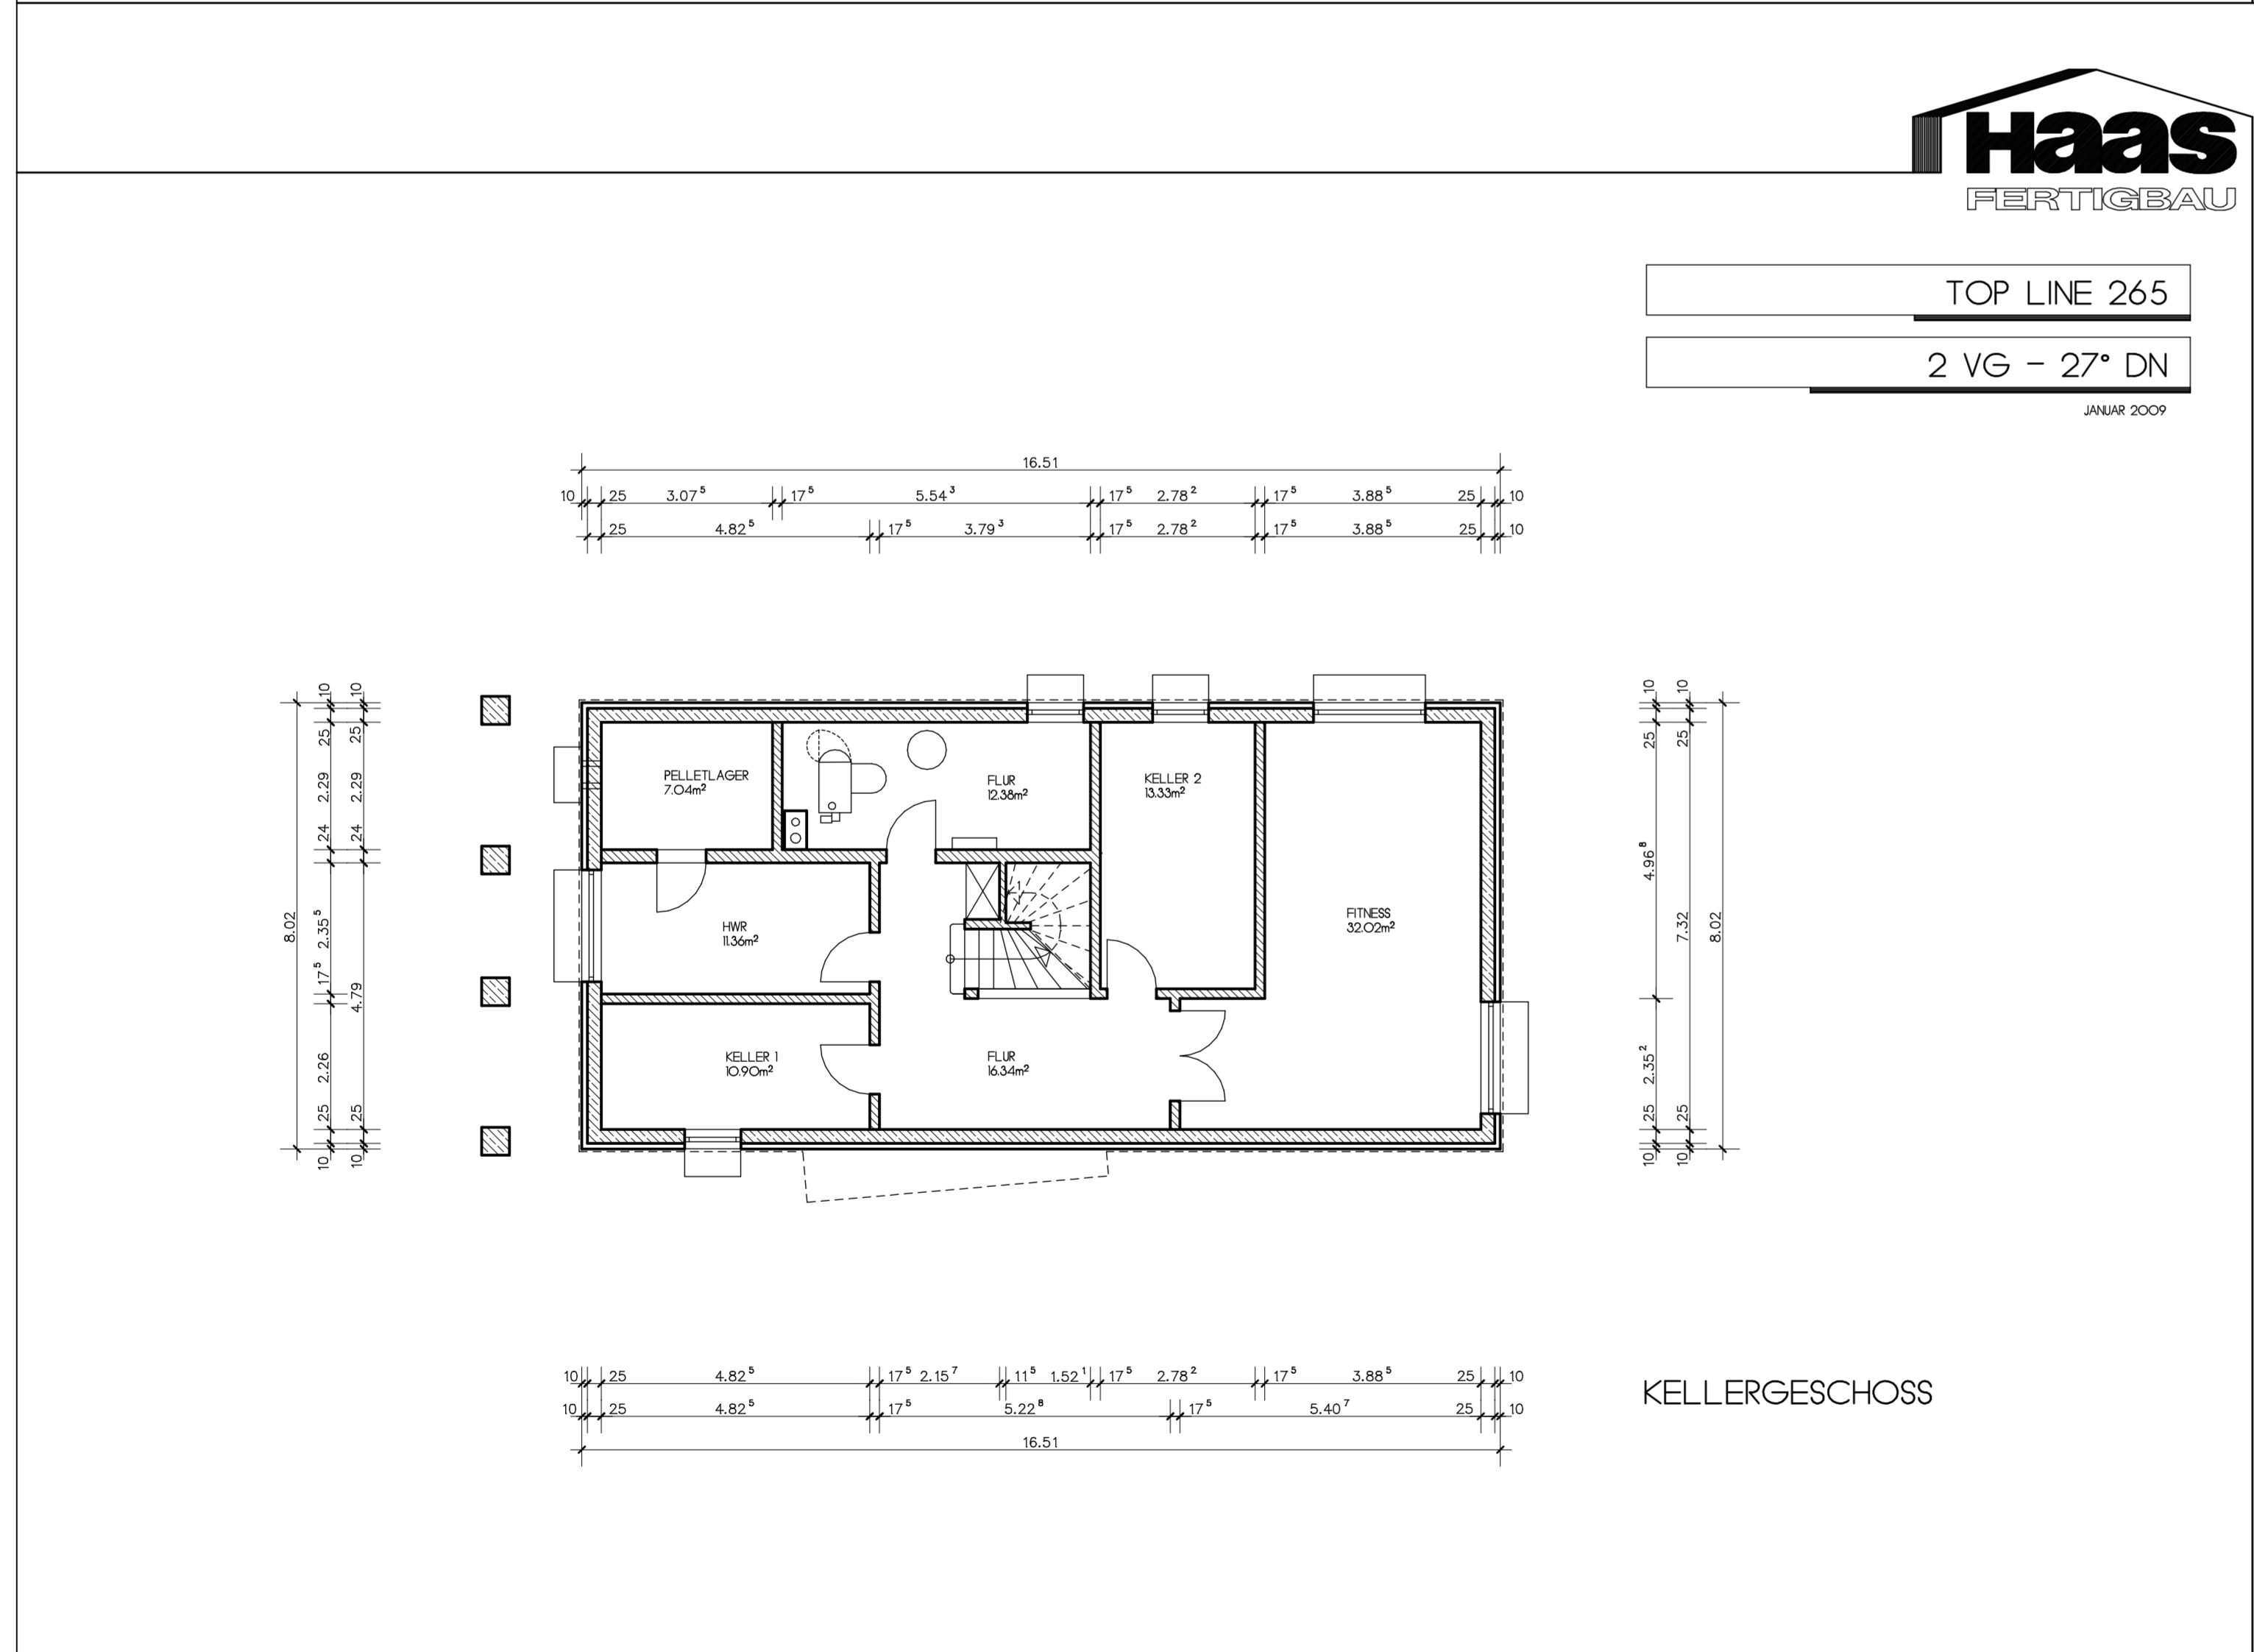 Haas
FERTIGBAU
TOP LINE 265
2 VG - 27° DN
JANUAR 2009
16.51
10 25 3.07⁵ 17⁵ 5.54³ 17⁵ 2.78² 17⁵ 3.88⁵ 25 10
25 4.82⁵ 17⁵ 3.79³ 17⁵ 2.78² 17⁵ 3.88⁵ 25 10
8.02
10 25 2.26 17⁵ 2.35⁵ 24 2.29 25 10
10 25 4.79 24 2.29 25 10
PELLETLAGER
7.04m²
FLUR
12.38m²
KELLER 2
13.33m²
HWR
11.36m²
FITNESS
32.02m²
KELLER 1
10.90m²
FLUR
16.34m²
10 25 2.35² 4.96⁸ 25 10
10 25 7.32 25 10
8.02
10 25 4.82⁵ 17⁵ 2.15⁷ 11⁵ 1.52¹ 17⁵ 2.78² 17⁵ 3.88⁵ 25 10
10 25 4.82⁵ 17⁵ 5.22⁸ 17⁵ 5.40⁷ 25 10
16.51
KELLERGESCHOSS